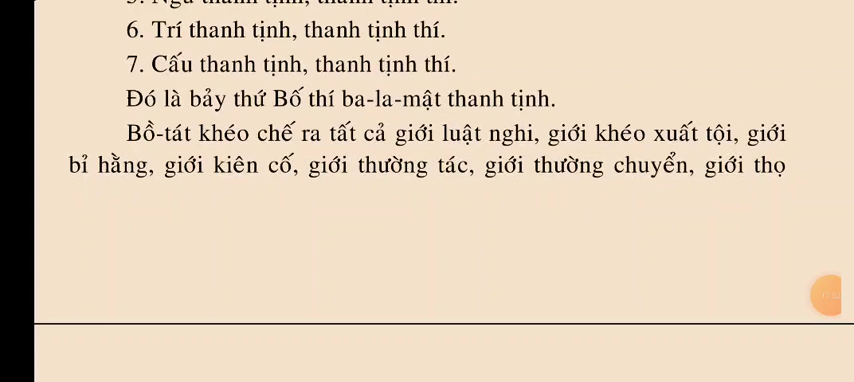 6. Trí thanh tịnh, thanh tịnh thí.
7. Cấu thanh tịnh, thanh tịnh thí.
Đó là bảy thứ Bố thí ba-la-mật thanh tịnh.
Bồ-tát khéo chế ra tất cả giới luật nghi, giới khéo xuất tội, giới
bỉ hằng, giới kiên cố, giới thường tác, giới thường chuyển, giới thọ